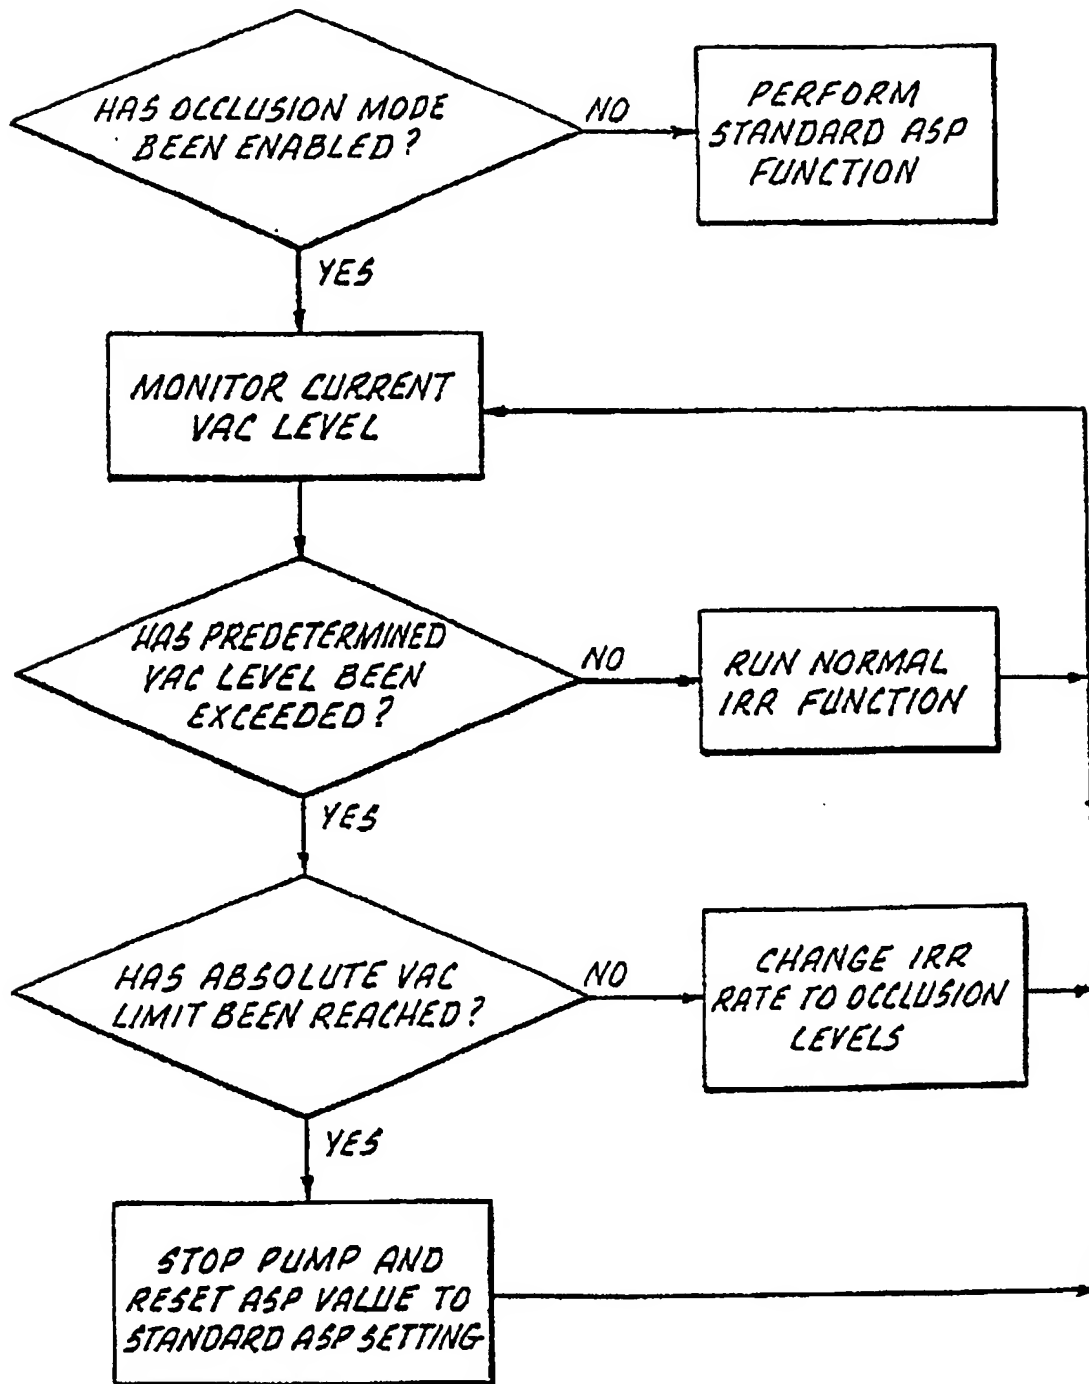 HAS OCCLUSION MODE
BEEN ENABLED?
NO
PERFORM
STANDARD ASP
FUNCTION
YES
MONITOR CURRENT
VAC LEVEL
HAS PREDETERMINED
VAC LEVEL BEEN
EXCEEDED?
NO
RUN NORMAL
IRR FUNCTION
YES
HAS ABSOLUTE VAC
LIMIT BEEN REACHED?
NO
CHANGE IRR
RATE TO OCCLUSION
LEVELS
YES
STOP PUMP AND
RESET ASP VALUE TO
STANDARD ASP SETTING